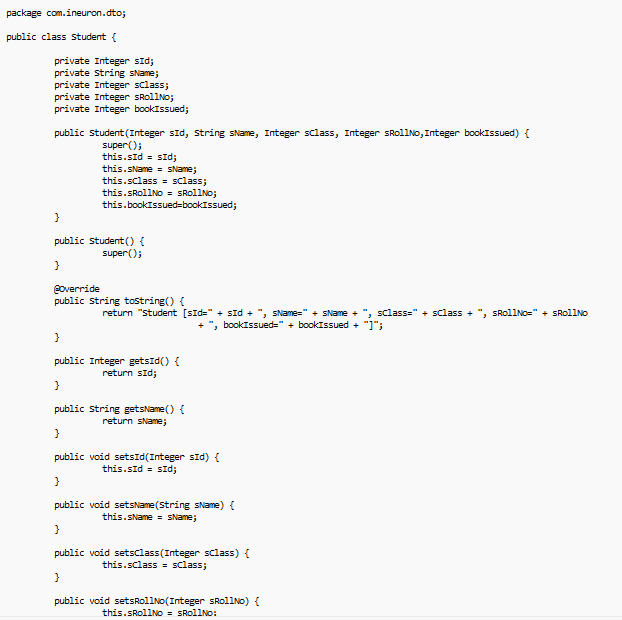 package com.ineuron.dto;
public class Student {
private Integer sId;
private String sName;
private Integer sClass;
private Integer sRollNo;
private Integer bookIssued;
public Student(Integer sId, String sName, Integer sClass, Integer sRollNo,Integer bookIssued) {
super();
this.sId = sId;
this.sName = sName;
this.sClass = sClass;
this.sRollNo = sRollNo;
this.bookIssued=bookIssued;
}
public Student() {
super();
}
@Override
public String toString() {
return "Student [sId=" + sId + ", sName=" + sName + ", sClass=" + sClass + ", sRollNo=" + sRollNo
+ ", bookIssued=" + bookIssued + "]";
}
public Integer getsId() {
return sId;
}
public String getsName() {
return sName;
}
public void setsId(Integer sId) {
this.sId = sId;
}
public void setsName(String sName) {
this.sName = sName;
}
public void setsClass(Integer sClass) {
this.sClass = sClass;
}
public void setsRollNo(Integer sRollNo) {
this.sRollNo = sRollNo;